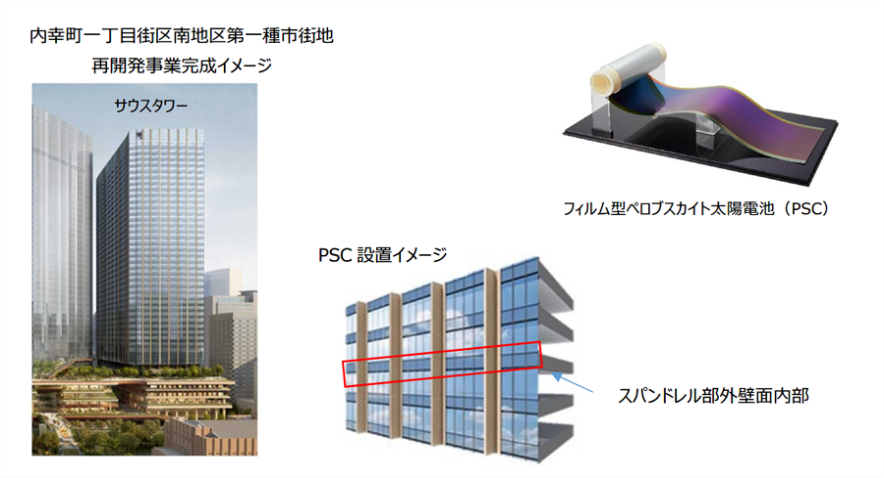 内幸町一丁目街区南地区第一種市街地
再開発事業完成イメージ
サウスタワー
フィルム型ペロブスカイト太陽電池（PSC）
PSC 設置イメージ
スパンドレル部外壁面内部